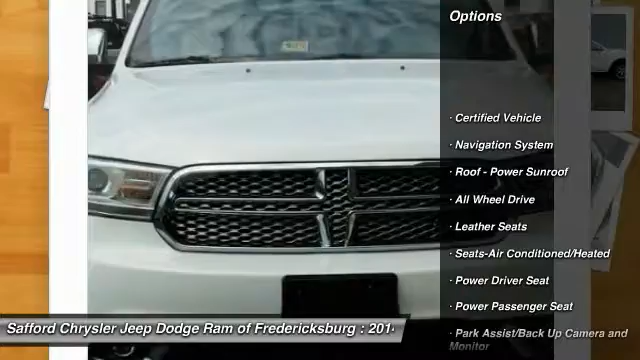 Options
· Certified Vehicle
· Navigation System
· Roof - Power Sunroof
· All Wheel Drive
· Leather Seats
· Seats-Air Conditioned/Heated
· Power Driver Seat
· Power Passenger Seat
· Park Assist/Back Up Camera and
Monitor
Safford Chrysler Jeep Dodge Ram of Fredericksburg : 201